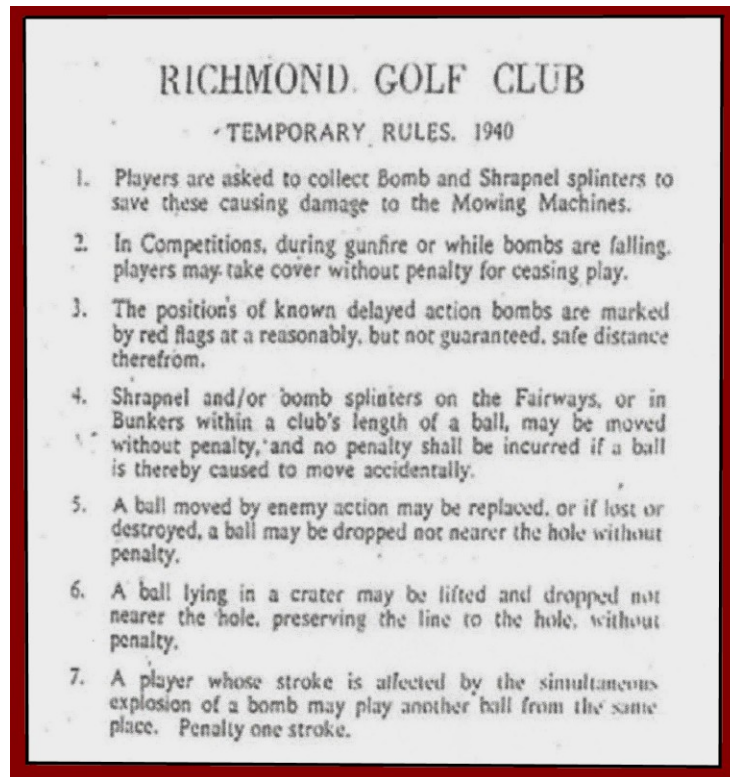 RICHMOND GOLF CLUB
TEMPORARY RULES. 1940
1. Players are asked to collect Bomb and Shrapnel splinters to
save these causing damage to the Mowing Machines.
2. In Competitions, during gunfire or while bombs are falling,
players may take cover without penalty for ceasing play.
3. The positions of known delayed action bombs are marked
by red flags at a reasonably, but not guaranteed, safe distance
therefrom.
4. Shrapnel and/or bomb splinters on the Fairways, or in
Bunkers within a club's length of a ball, may be moved
without penalty, and no penalty shall be incurred if a ball
is thereby caused to move accidentally.
5. A ball moved by enemy action may be replaced, or if lost or
destroyed, a ball may be dropped not nearer the hole without
penalty.
6. A ball lying in a crater may be lifted and dropped not
nearer the hole, preserving the line to the hole, without
penalty.
7. A player whose stroke is affected by the simultaneous
explosion of a bomb may play another ball from the same
place. Penalty one stroke.